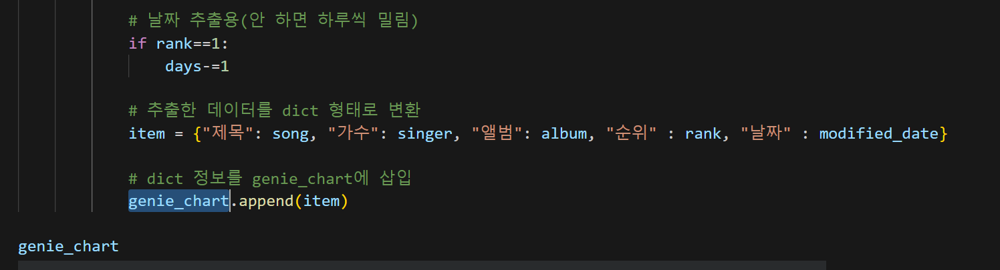 # 날짜 추출용(안 하면 하루씩 밀림)
if rank==1:
days-=1
# 추출한 데이터를 dict 형태로 변환
item = {"제목": song, "가수": singer, "앨범": album, "순위" : rank, "날짜" : modified_date}
# dict 정보를 genie_chart에 삽입
genie_chart.append(item)
genie_chart